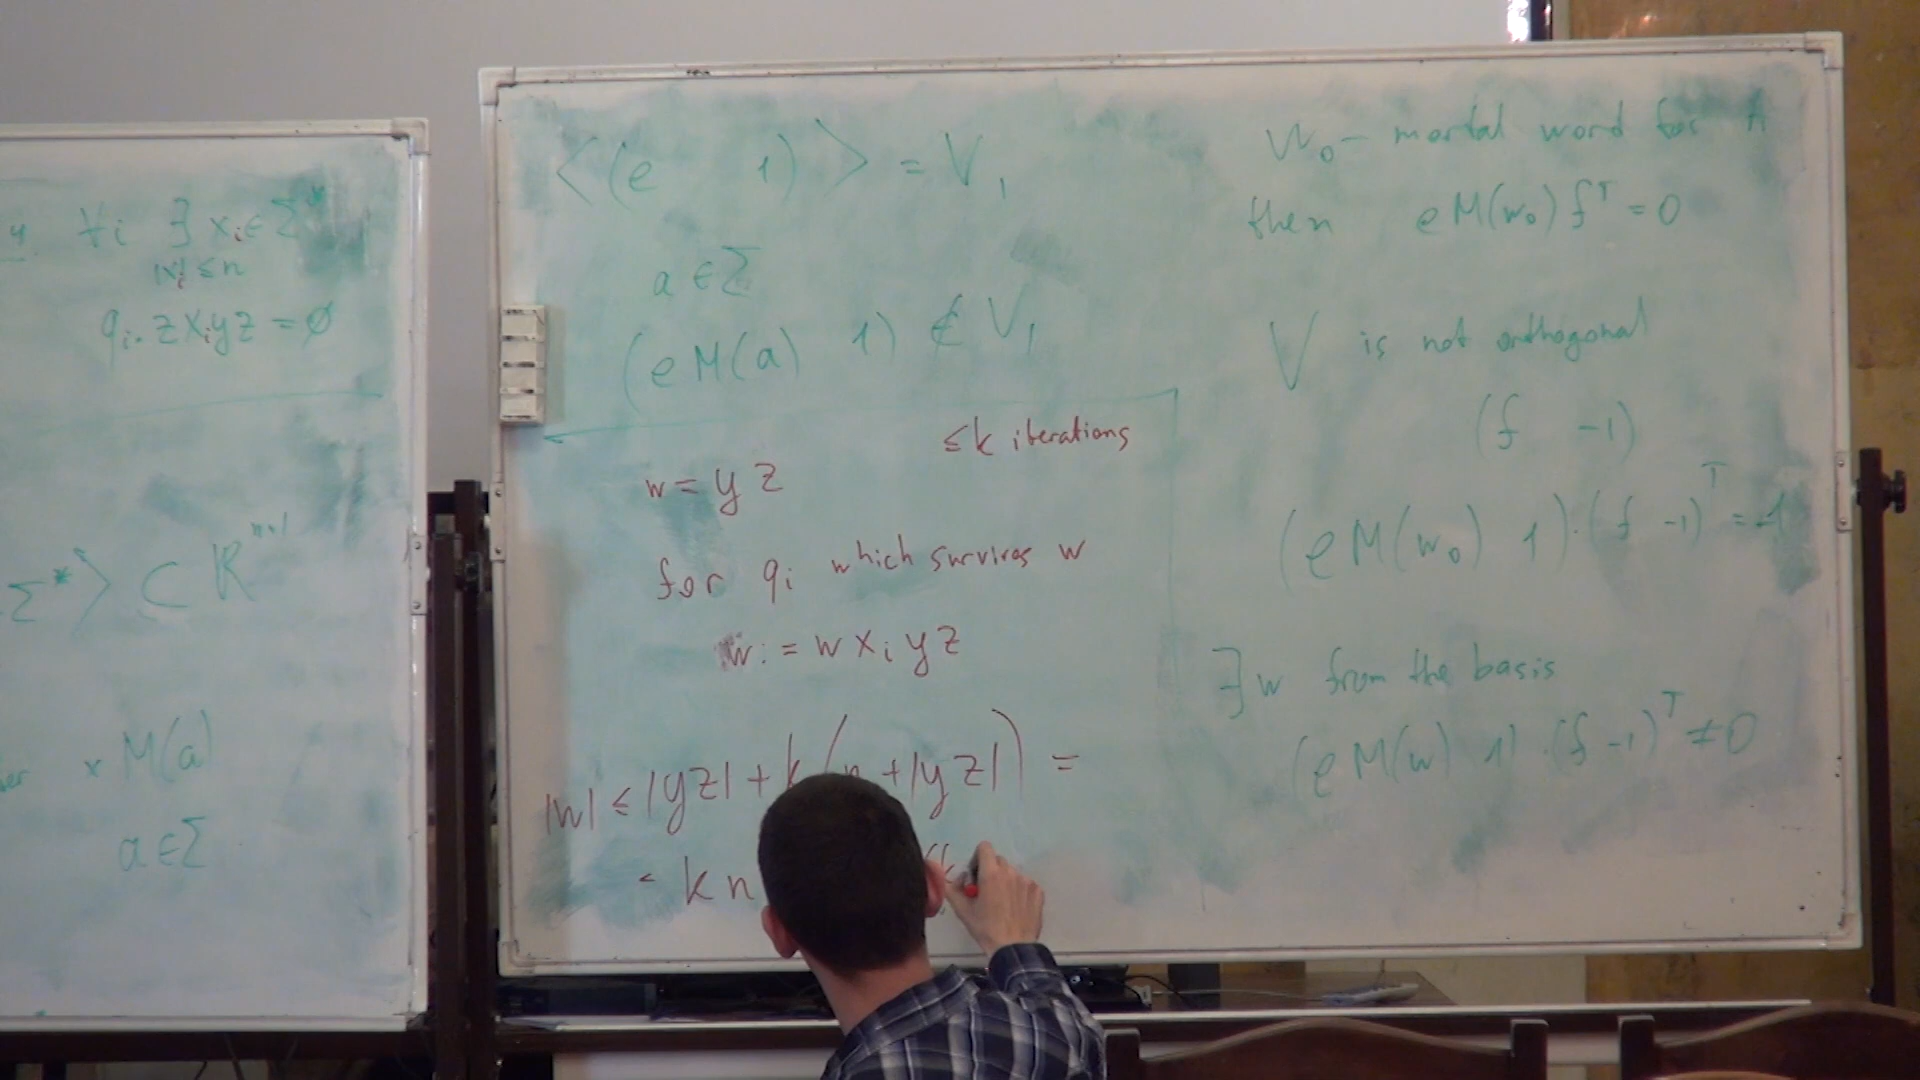 ∀i ∃ xᵢ ∈ Σ*
|xᵢ| ≤ n
qᵢ. z xᵢ y z = ∅
Σ*⟩ ⊂ ℝⁿ⁺¹
× M(a)
a ∈ Σ
⟨(e 1)⟩ = V₁
a ∈ Σ
(e M(a) 1) ∉ V₁
≤ k iterations
w = y z
for qᵢ which survives w
w := w xᵢ y z
|w| ≤ |yz| + k(n + |yz|) =
k n
w₀ – mortal word for A
then e M(w₀) fᵀ = 0
V is not orthogonal
(f -1)
(e M(w₀) 1)·(f -1)ᵀ = -1
∃ w from the basis
(e M(w) 1)·(f -1)ᵀ ≠ 0